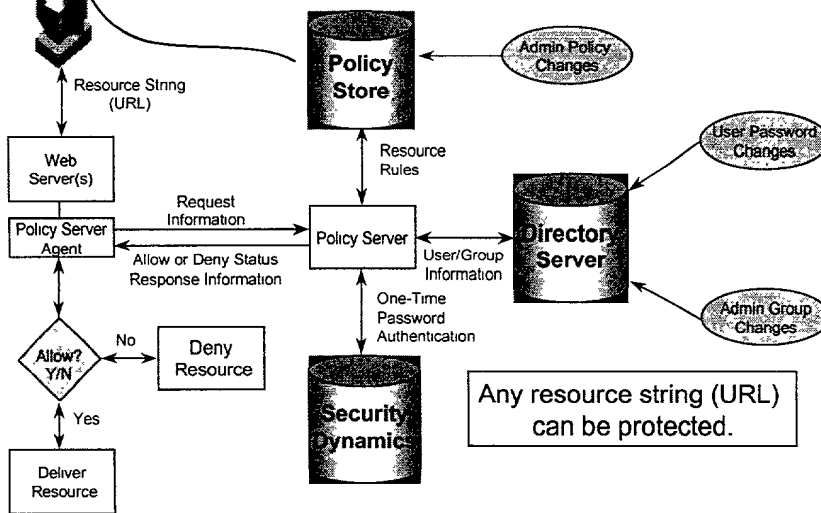 Policy
Store
Admin Policy
Changes
Resource String
(URL)
User Password
Changes
Web
Server(s)
Resource
Rules
Request
Information
Policy Server
Agent
Policy Server
Directory
Server
Allow or Deny Status
Response Information
User/Group
Information
One-Time
Password
Authentication
Admin Group
Changes
Allow?
Y/N
No
Deny
Resource
Any resource string (URL)
can be protected.
Security
Dynamics
Yes
Deliver
Resource